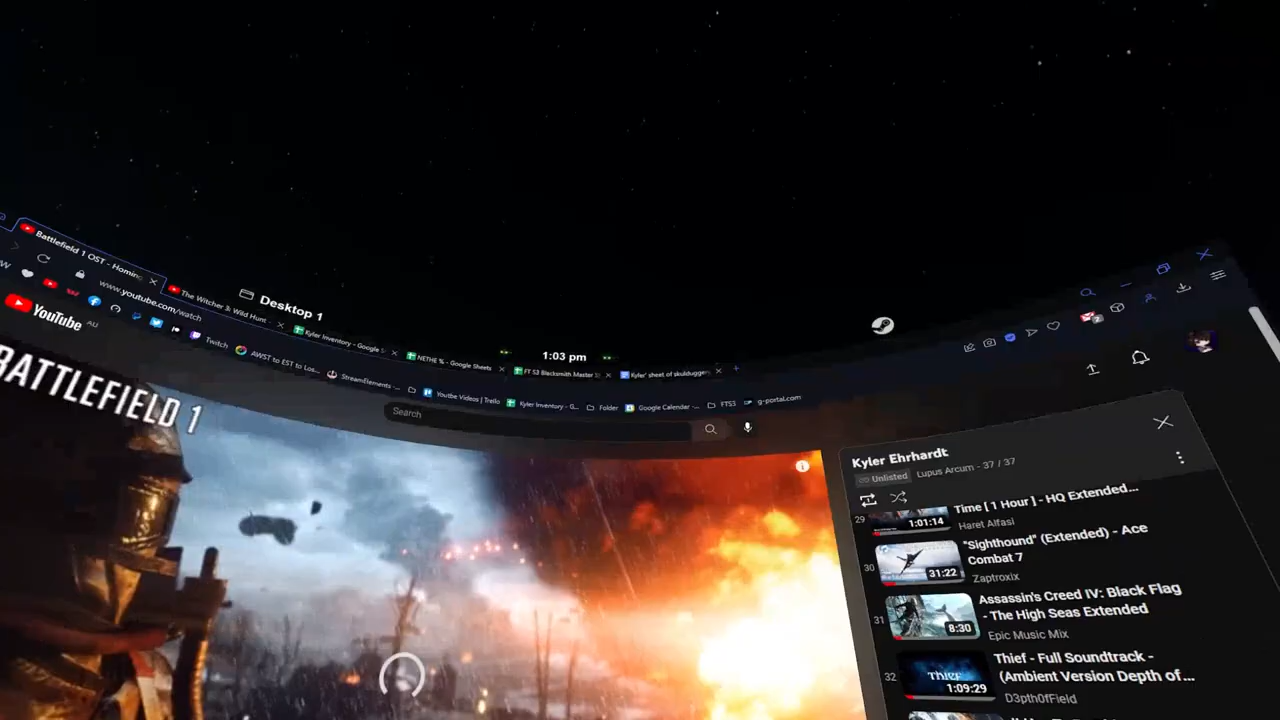 Battlefield 1 OST - Homing
The Witcher 3: Wild Hunt
Desktop 1
Kyler Inventory - Google S
NETHE % - Google Sheets
1:03 pm
FT S3 Blacksmith Master S
Kyler' sheet of skulduggery
www.youtube.com/watch
Twitch
AWST to EST to Los...
StreamElements -...
Youtbe Videos | Trello
Kyler Inventory - G...
Folder
Google Calendar -...
FTS3
g-portal.com
YouTube AU
Search
2
BATTLEFIELD 1
Kyler Ehrhardt
Unlisted Lupus Arcum - 37 / 37
29
1:01:14
Time [ 1 Hour ] - HQ Extended...
Haret Alfasi
30
31:22
"Sighthound" (Extended) - Ace
Combat 7
Zaptroxix
31
8:30
Assassin's Creed IV: Black Flag
- The High Seas Extended
Epic Music Mix
32
THIEF
1:09:29
Thief - Full Soundtrack -
(Ambient Version Depth of...
D3pth0fField